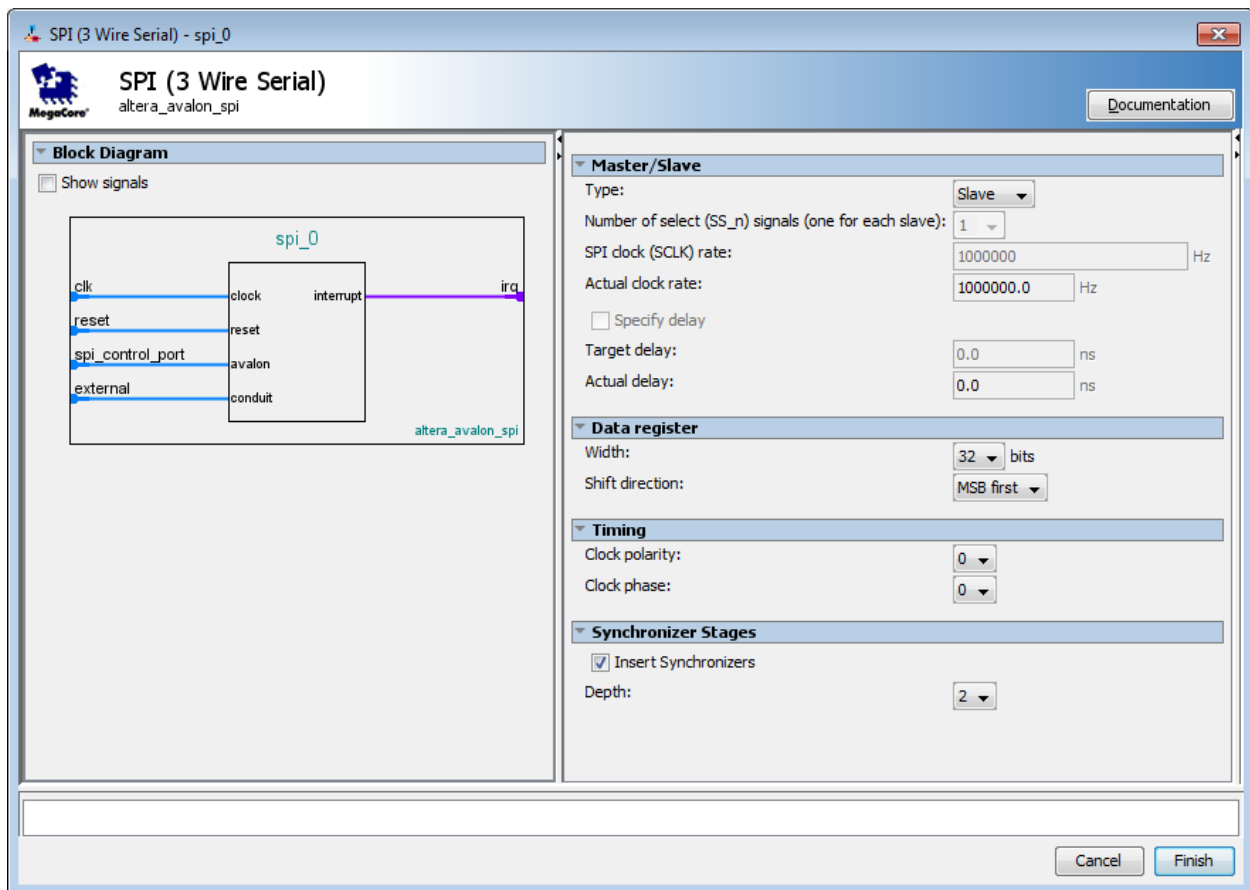 SPI (3 Wire Serial) - spi_0
MegaCore®
SPI (3 Wire Serial)
altera_avalon_spi
Documentation
Block Diagram
Show signals
spi_0
clk
clock
interrupt
irq
reset
reset
spi_control_port
avalon
external
conduit
altera_avalon_spi
Master/Slave
Type: Slave
Number of select (SS_n) signals (one for each slave): 1
SPI clock (SCLK) rate: 1000000 Hz
Actual clock rate: 1000000.0 Hz
Specify delay
Target delay: 0.0 ns
Actual delay: 0.0 ns
Data register
Width: 32 bits
Shift direction: MSB first
Timing
Clock polarity: 0
Clock phase: 0
Synchronizer Stages
Insert Synchronizers
Depth: 2
Cancel Finish